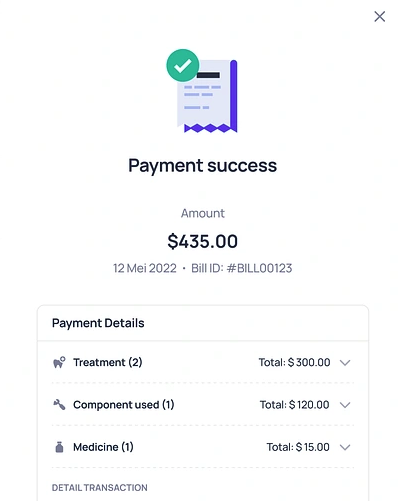 Payment success
Amount
$435.00
12 Mei 2022 • Bill ID: #BILL00123
Payment Details
Treatment (2) Total: $300.00
Component used (1) Total: $120.00
Medicine (1) Total: $15.00
DETAIL TRANSACTION